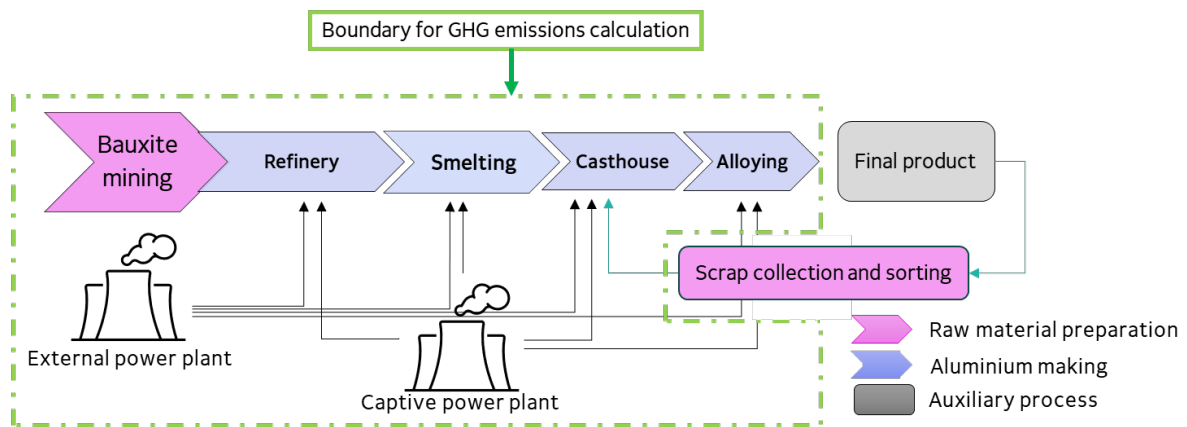 Boundary for GHG emissions calculation
Bauxite
mining
Refinery
Smelting
Casthouse
Alloying
Final product
Scrap collection and sorting
External power plant
Captive power plant
Raw material preparation
Aluminium making
Auxiliary process